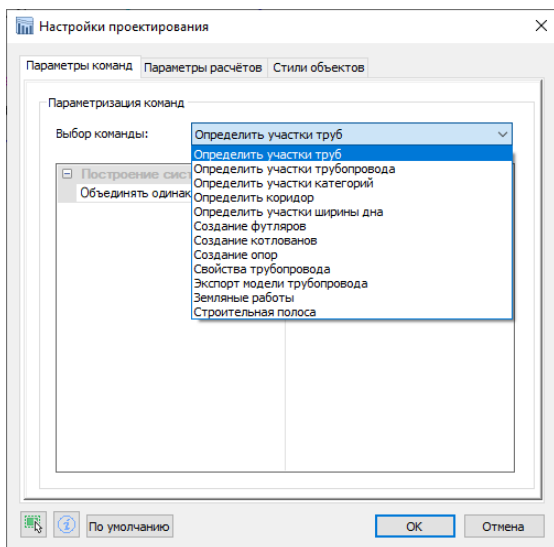 Настройки проектирования
Параметры команд Параметры расчётов Стили объектов
Параметризация команд
Выбор команды: Определить участки труб
Определить участки труб
Построение сист
Определить участки трубопровода
Объединять одинак
Определить участки категорий
Определить коридор
Определить участки ширины дна
Создание футляров
Создание котлованов
Создание опор
Свойства трубопровода
Экспорт модели трубопровода
Земляные работы
Строительная полоса
По умолчанию ОК Отмена